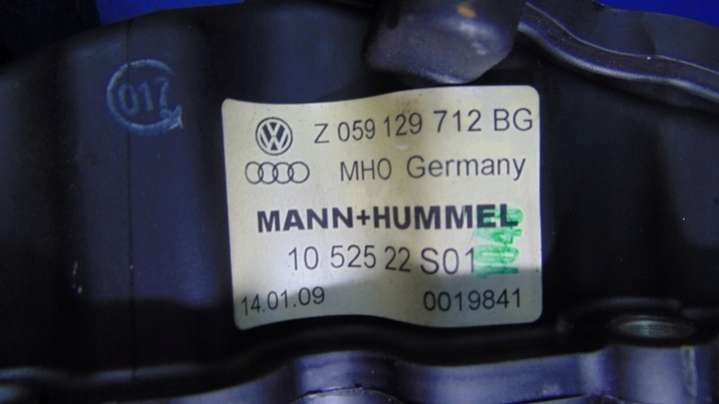 017
Z 059 129 712 BG
MHO Germany
MANN+HUMMEL
10 525 22 S01
14.01.09 0019841